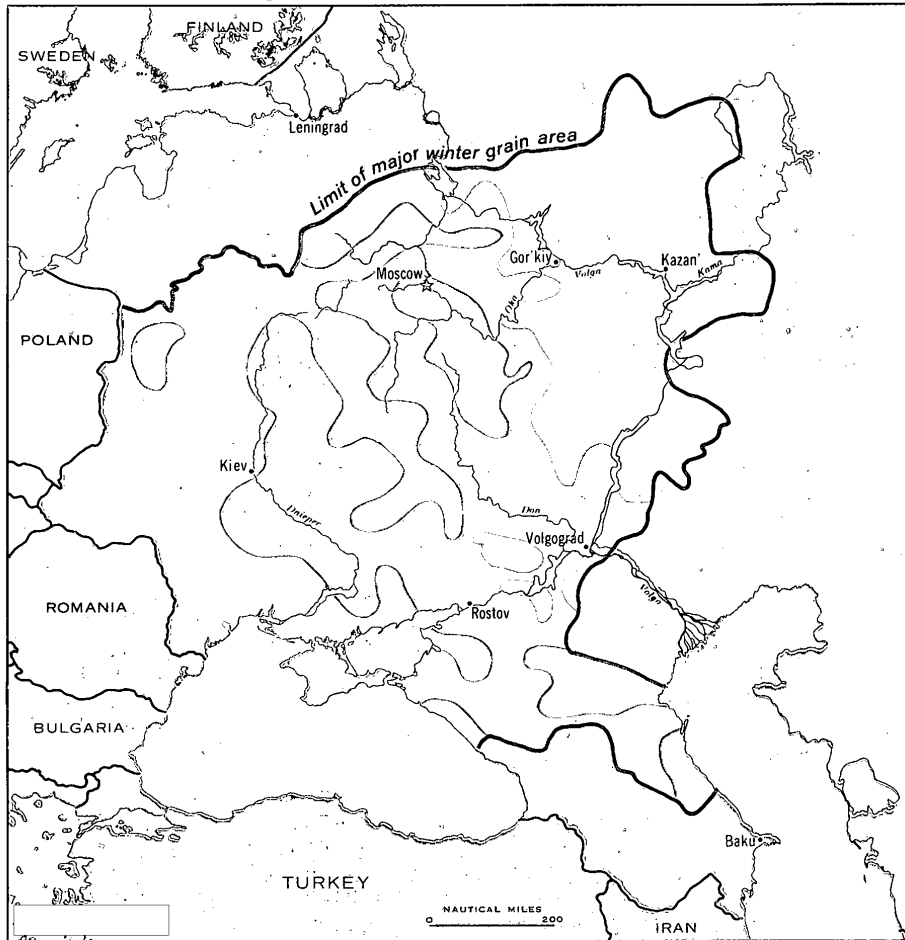 FINLAND
SWEDEN
Leningrad
Limit of major winter grain area
Gor'kiy
Volga
Kazan'
Kama
Moscow
Oka
POLAND
Kiev
Dnieper
Don
Volgograd
Volga
ROMANIA
Rostov
BULGARIA
Baku
TURKEY
NAUTICAL MILES
0 200
IRAN